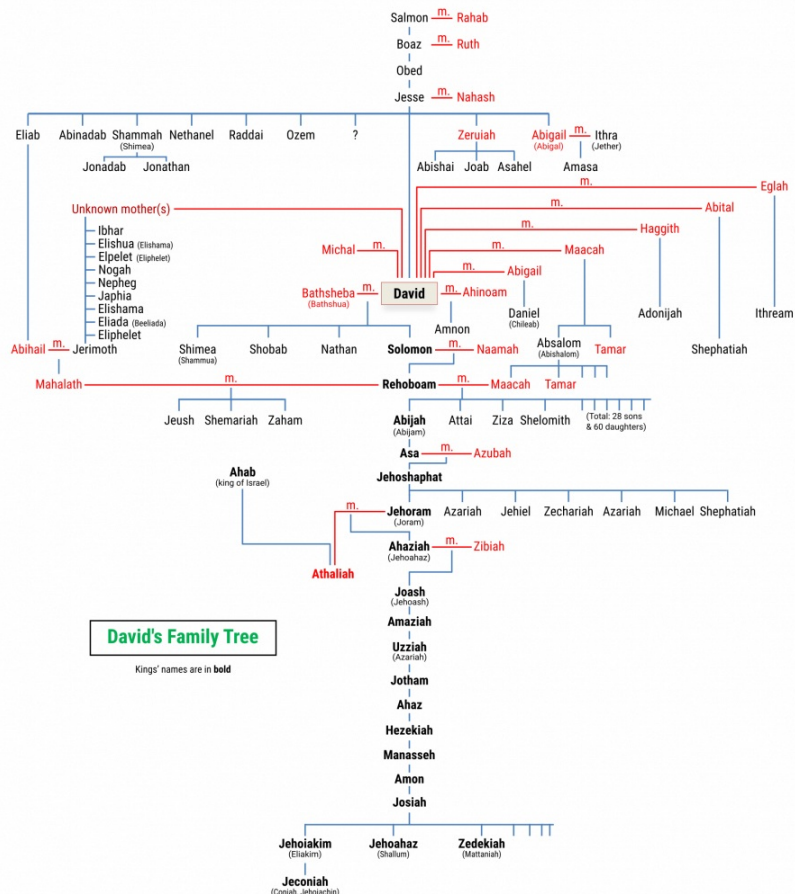 Salmon m. Rahab
Boaz m. Ruth
Obed
Jesse m. Nahash
Eliab Abinadab Shammah Nethanel Raddai Ozem ? Zeruiah Abigail m. Ithra
(Shimea) (Abigal) (Jether)
Jonadab Jonathan Abishai Joab Asahel Amasa
m. Eglah
Unknown mother(s) m. Abital
m. Haggith
Ibhar
Elishua (Elishama)
Elpelet (Eliphelet)
Nogah
Nepheg
Japhia
Elishama
Eliada (Beeliada)
Eliphelet
Michal m. m. Maacah
m. Abigail
Bathsheba m. David m. Ahinoam
(Bathshua)
Daniel Adonijah Ithream
(Chileab)
Amnon
Abihail m. Jerimoth Shimea Shobab Nathan Solomon m. Naamah Absalom Tamar Shephatiah
(Shammua) (Abishalom)
Mahalath m. Rehoboam m. Maacah Tamar
Jeush Shemariah Zaham Abijah Attai Ziza Shelomith (Total: 28 sons
(Abijam) & 60 daughters)
Asa m. Azubah
Ahab
(king of Israel)
Jehoshaphat
m. Jehoram Azariah Jehiel Zechariah Azariah Michael Shephatiah
(Joram)
Ahaziah m. Zibiah
(Jehoahaz)
Athaliah
Joash
(Jehoash)
Amaziah
David's Family Tree
Kings' names are in bold
Uzziah
(Azariah)
Jotham
Ahaz
Hezekiah
Manasseh
Amon
Josiah
Jehoiakim Jehoahaz Zedekiah
(Eliakim) (Shallum) (Mattaniah)
Jeconiah
(Coniah, Jehoiachin)